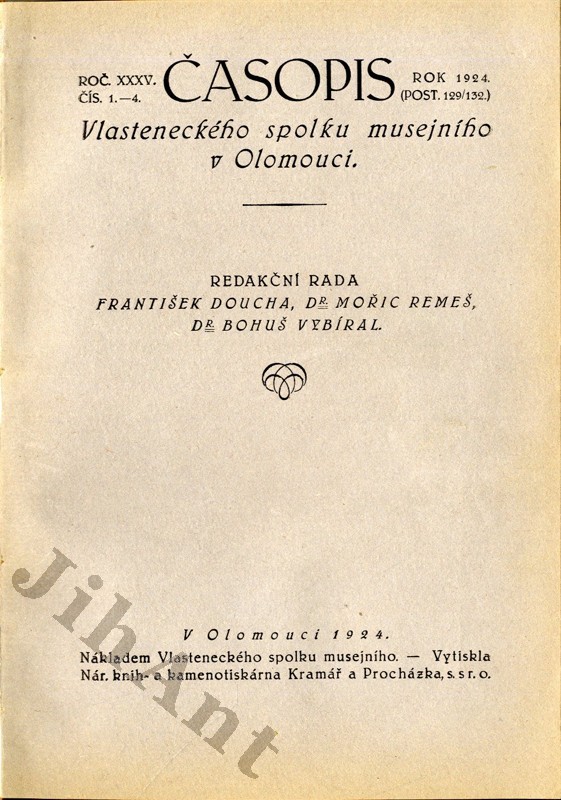 ROČ. XXXV.
ČÍS. 1.—4.
ČASOPIS
ROK 1924.
(POST. 129/132.)
Vlasteneckého spolku musejního
v Olomouci.
REDAKČNÍ RADA
FRANTIŠEK DOUCHA, DR. MOŘIC REMEŠ,
DR. BOHUŠ VYBÍRAL.
V Olomouci 1924.
Nákladem Vlasteneckého spolku musejního. — Vytiskla
Nár. knih- a kamenotiskárna Kramář a Procházka, s. s r. o.
JihAnt